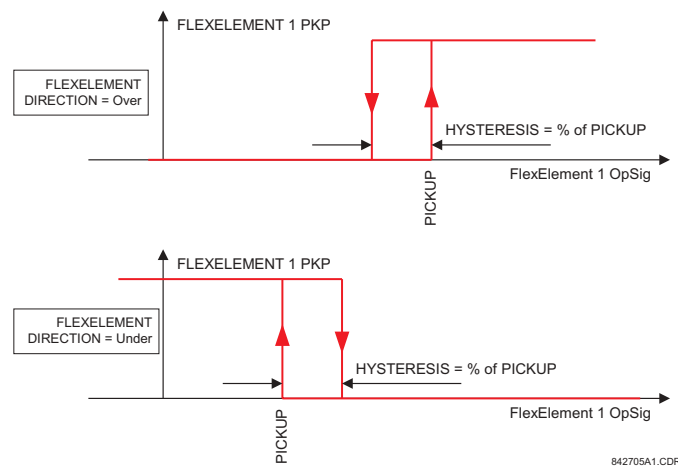 FLEXELEMENT 1 PKP
FLEXELEMENT
DIRECTION = Over
HYSTERESIS = % of PICKUP
FlexElement 1 OpSig
PICKUP
FLEXELEMENT 1 PKP
FLEXELEMENT
DIRECTION = Under
HYSTERESIS = % of PICKUP
FlexElement 1 OpSig
PICKUP
842705A1.CDR